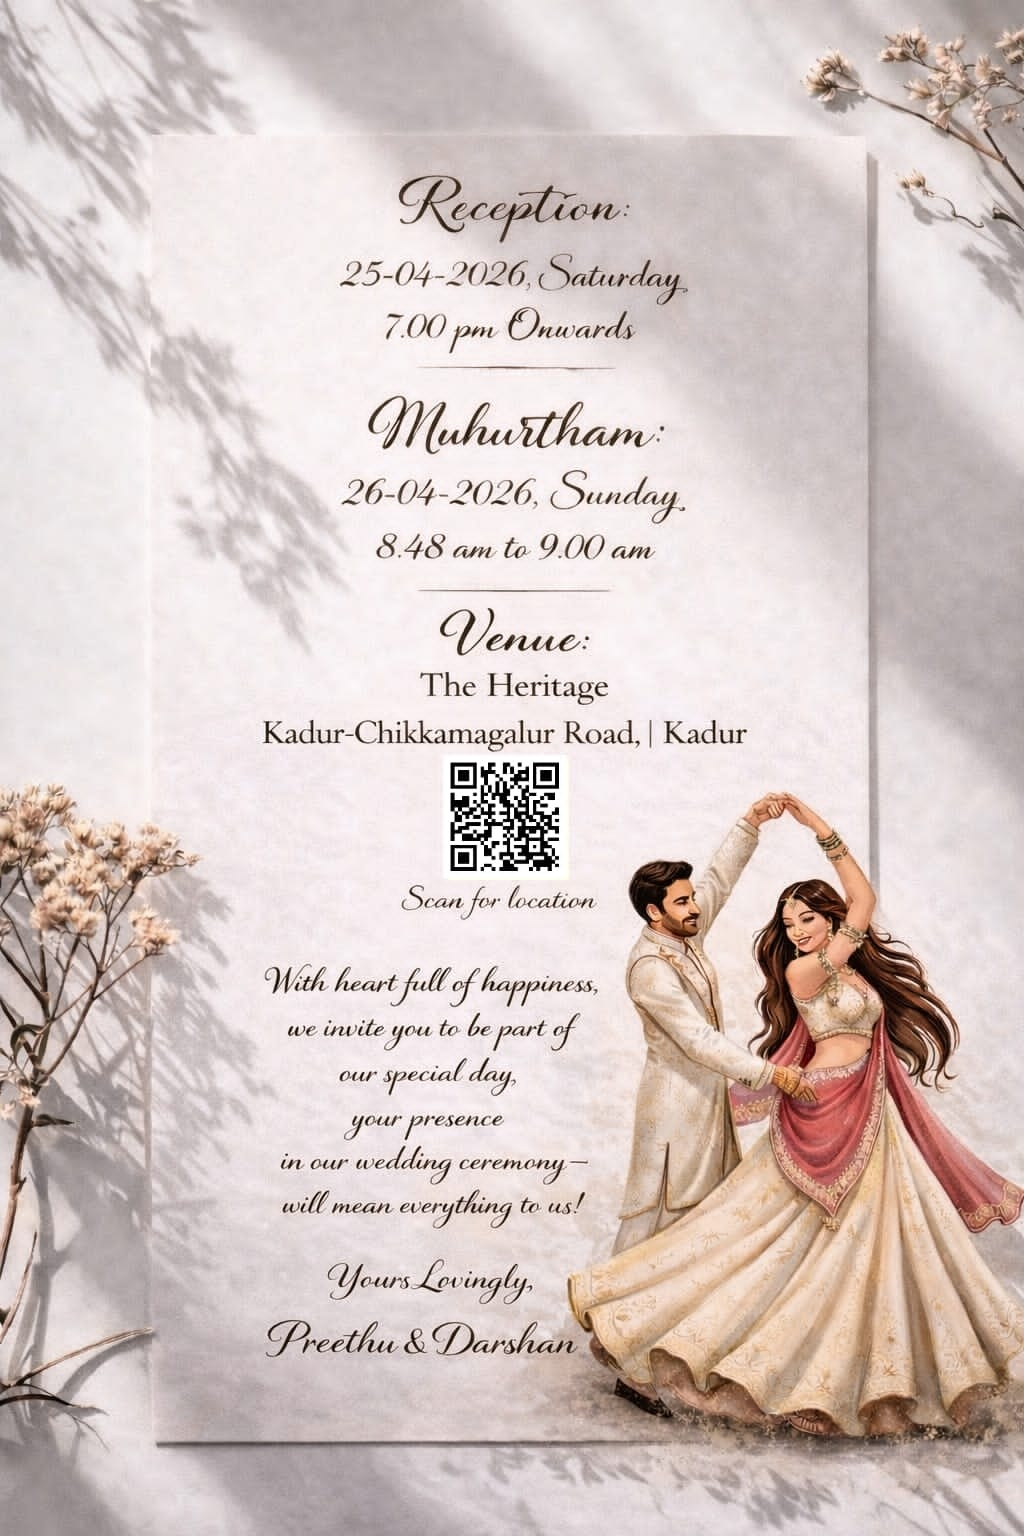 Reception:
25-04-2026, Saturday,
7.00 pm Onwards
Muhurtham:
26-04-2026, Sunday,
8.48 am to 9.00 am
Venue:
The Heritage
Kadur-Chikkamagalur Road, | Kadur
Scan for location
With heart full of happiness,
we invite you to be part of
our special day,
your presence
in our wedding ceremony—
will mean everything to us!
Yours Lovingly,
Preethu & Darshan